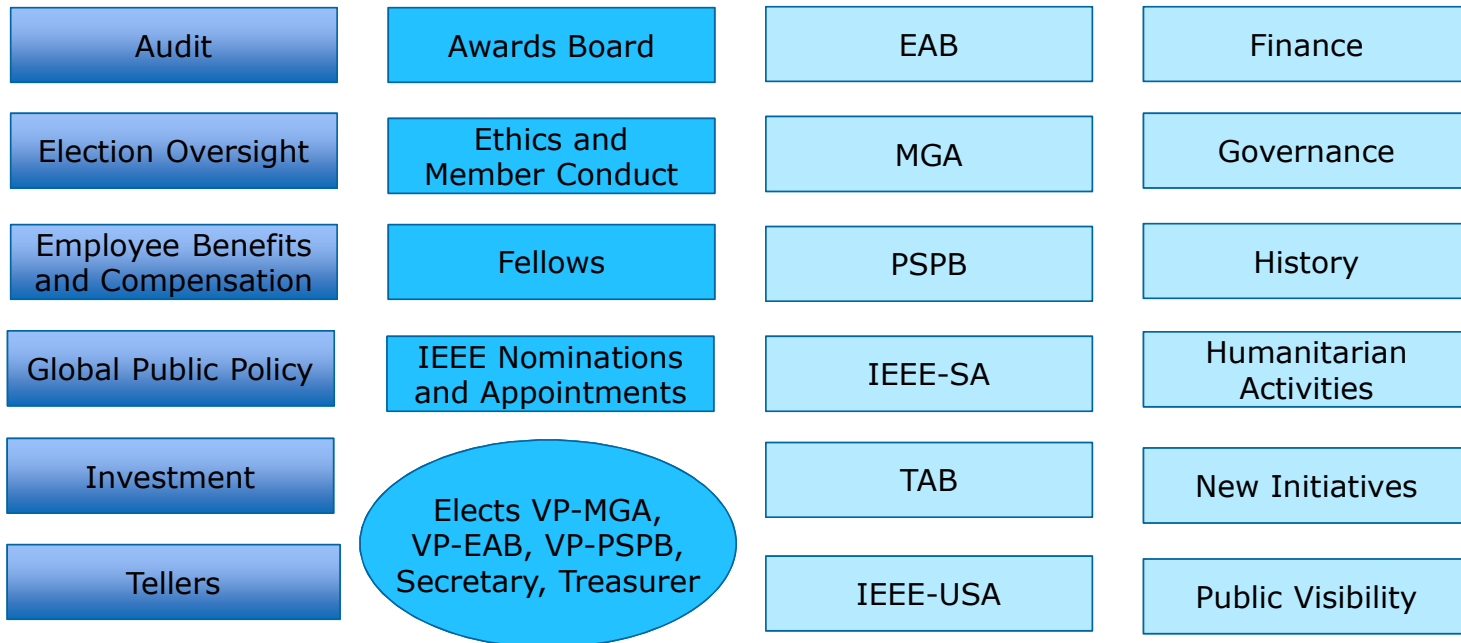 Audit
Election Oversight
Employee Benefits
and Compensation
Global Public Policy
Investment
Tellers
Awards Board
Ethics and
Member Conduct
Fellows
IEEE Nominations
and Appointments
Elects VP-MGA,
VP-EAB, VP-PSPB,
Secretary, Treasurer
EAB
MGA
PSPB
IEEE-SA
TAB
IEEE-USA
Finance
Governance
History
Humanitarian
Activities
New Initiatives
Public Visibility